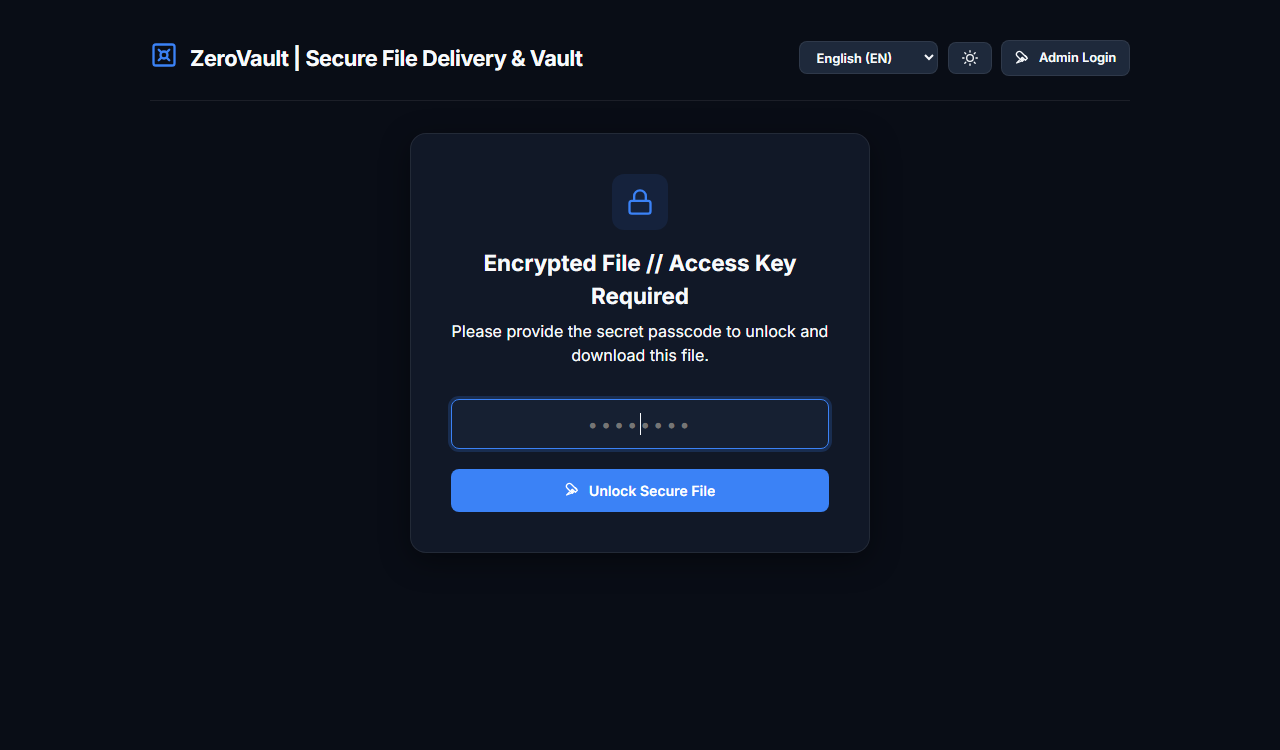 ZeroVault | Secure File Delivery & Vault
English (EN)
Admin Login
Encrypted File // Access Key
Required
Please provide the secret passcode to unlock and
download this file.
••••••••
Unlock Secure File